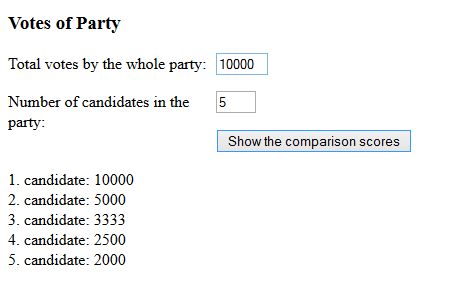 Votes of Party
Total votes by the whole party: 10000
Number of candidates in the party: 5
Show the comparison scores
1. candidate: 10000
2. candidate: 5000
3. candidate: 3333
4. candidate: 2500
5. candidate: 2000